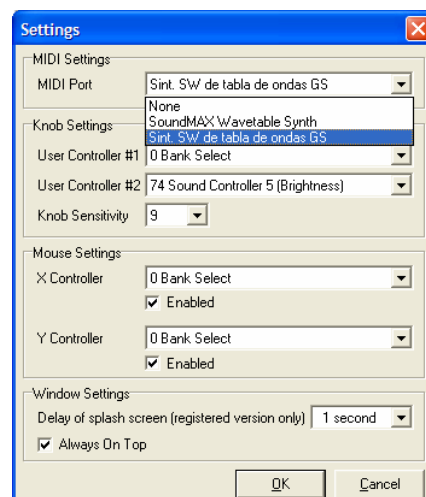 Settings
MIDI Settings
MIDI Port Sint. SW de tabla de ondas GS
None
SoundMAX Wavetable Synth
Sint. SW de tabla de ondas GS
Knob Settings
User Controller #1 0 Bank Select
User Controller #2 74 Sound Controller 5 (Brightness)
Knob Sensitivity 9
Mouse Settings
X Controller 0 Bank Select
Enabled
Y Controller 0 Bank Select
Enabled
Window Settings
Delay of splash screen (registered version only) 1 second
Always On Top
OK Cancel